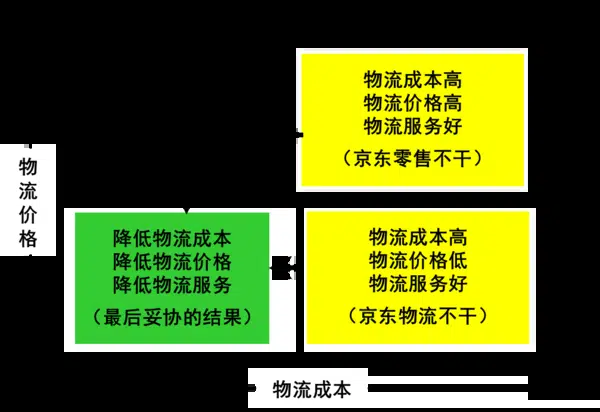 物流成本高
物流价格高
物流服务好
（京东零售不干）
物流价格
降低物流成本
降低物流价格
降低物流服务
（最后妥协的结果）
物流成本高
物流价格低
物流服务好
（京东物流不干）
物流成本